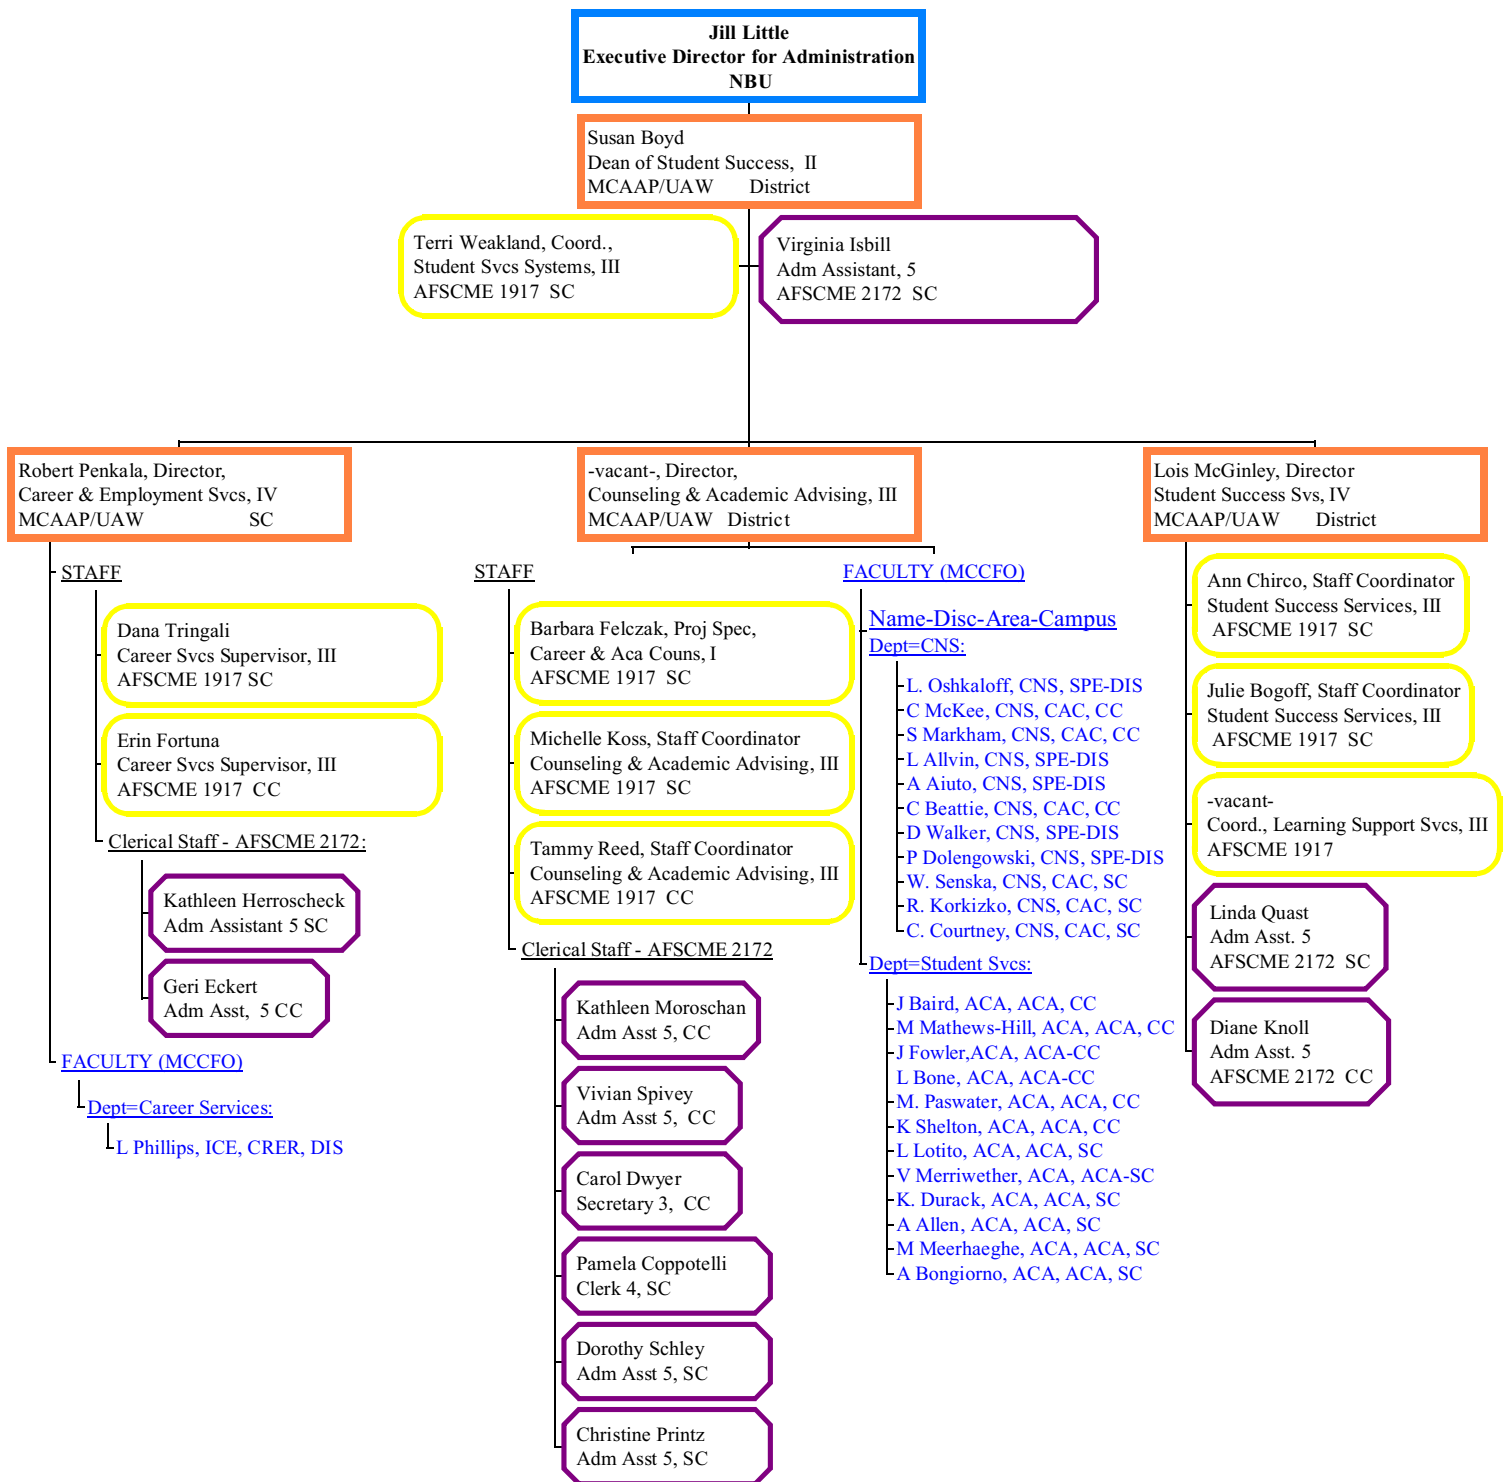 Jill Little
Executive Director for Administration
NBU
Susan Boyd
Dean of Student Success,  II
MCAAP/UAW       District
Terri Weakland, Coord.,
Student Svcs Systems, III
AFSCME 1917  SC
Virginia Isbill
Adm Assistant, 5
AFSCME 2172  SC
Robert Penkala, Director,
Career & Employment Svcs, IV
MCAAP/UAW                    SC
STAFF
Dana Tringali
Career Svcs Supervisor, III
AFSCME 1917 SC
Erin Fortuna
Career Svcs Supervisor, III
AFSCME 1917  CC
Clerical Staff - AFSCME 2172:
Kathleen Herroscheck
Adm Assistant 5 SC
Geri Eckert
Adm Asst,  5 CC
FACULTY (MCCFO)
Dept=Career Services:
L Phillips, ICE, CRER, DIS
-vacant-, Director,
Counseling & Academic Advising, III
MCAAP/UAW   District
STAFF
Barbara Felczak, Proj Spec,
Career & Aca Couns, I
AFSCME 1917  SC
Michelle Koss, Staff Coordinator
Counseling & Academic Advising, III
AFSCME 1917  SC
Tammy Reed, Staff Coordinator
Counseling & Academic Advising, III
AFSCME 1917  CC
Clerical Staff - AFSCME 2172
Kathleen Moroschan
Adm Asst 5, CC
Vivian Spivey
Adm Asst 5,  CC
Carol Dwyer
Secretary 3,  CC
Pamela Coppotelli
Clerk 4, SC
Dorothy Schley
Adm Asst 5, SC
Christine Printz
Adm Asst 5, SC
FACULTY (MCCFO)
Name-Disc-Area-Campus
Dept=CNS:
L. Oshkaloff, CNS, SPE-DIS
C McKee, CNS, CAC, CC
S Markham, CNS, CAC, CC
L Allvin, CNS, SPE-DIS
A Aiuto, CNS, SPE-DIS
C Beattie, CNS, CAC, CC
D Walker, CNS, SPE-DIS
P Dolengowski, CNS, SPE-DIS
W. Senska, CNS, CAC, SC
R. Korkizko, CNS, CAC, SC
C. Courtney, CNS, CAC, SC
Dept=Student Svcs:
J Baird, ACA, ACA, CC
M Mathews-Hill, ACA, ACA, CC
J Fowler,ACA, ACA-CC
L Bone, ACA, ACA-CC
M. Paswater, ACA, ACA, CC
K Shelton, ACA, ACA, CC
L Lotito, ACA, ACA, SC
V Merriwether, ACA, ACA-SC
K. Durack, ACA, ACA, SC
A Allen, ACA, ACA, SC
M Meerhaeghe, ACA, ACA, SC
A Bongiorno, ACA, ACA, SC
Lois McGinley, Director
Student Success Svs, IV
MCAAP/UAW       District
Ann Chirco, Staff Coordinator
Student Success Services, III
AFSCME 1917  SC
Julie Bogoff, Staff Coordinator
Student Success Services, III
AFSCME 1917  SC
-vacant-
Coord., Learning Support Svcs, III
AFSCME 1917
Linda Quast
Adm Asst. 5
AFSCME 2172  SC
Diane Knoll
Adm Asst. 5
AFSCME 2172  CC